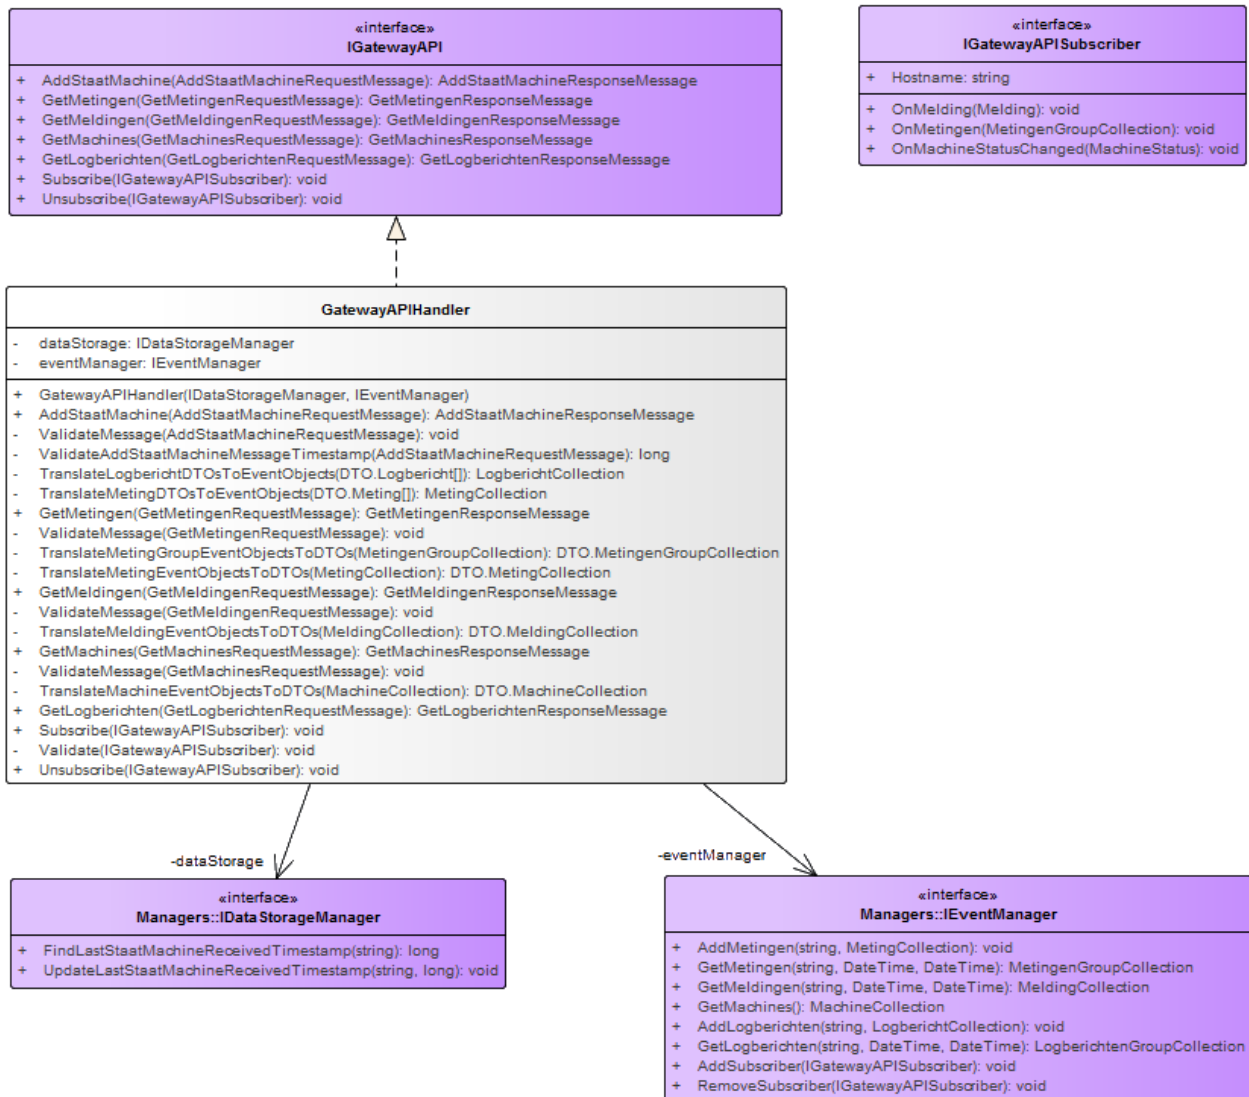 «interface»
IGatewayAPI
+ AddStaatMachine(AddStaatMachineRequestMessage): AddStaatMachineResponseMessage
+ GetMetingen(GetMetingenRequestMessage): GetMetingenResponseMessage
+ GetMeldingen(GetMeldingenRequestMessage): GetMeldingenResponseMessage
+ GetMachines(GetMachinesRequestMessage): GetMachinesResponseMessage
+ GetLogberichten(GetLogberichtenRequestMessage): GetLogberichtenResponseMessage
+ Subscribe(IGatewayAPISubscriber): void
+ Unsubscribe(IGatewayAPISubscriber): void
«interface»
IGatewayAPISubscriber
+ Hostname: string
+ OnMelding(Melding): void
+ OnMetingen(MetingenGroupCollection): void
+ OnMachineStatusChanged(MachineStatus): void
GatewayAPIHandler
- dataStorage: IDataStorageManager
- eventManager: IEventManager
+ GatewayAPIHandler(IDataStorageManager, IEventManager)
+ AddStaatMachine(AddStaatMachineRequestMessage): AddStaatMachineResponseMessage
- ValidateMessage(AddStaatMachineRequestMessage): void
- ValidateAddStaatMachineMessageTimestamp(AddStaatMachineRequestMessage): long
- TranslateLogberichtDTOsToEventObjects(DTO.Logbericht[]): LogberichtCollection
- TranslateMetingDTOsToEventObjects(DTO.Meting[]): MetingCollection
+ GetMetingen(GetMetingenRequestMessage): GetMetingenResponseMessage
- ValidateMessage(GetMetingenRequestMessage): void
- TranslateMetingGroupEventObjectsToDTOs(MetingenGroupCollection): DTO.MetingenGroupCollection
- TranslateMetingEventObjectsToDTOs(MetingCollection): DTO.MetingCollection
+ GetMeldingen(GetMeldingenRequestMessage): GetMeldingenResponseMessage
- ValidateMessage(GetMeldingenRequestMessage): void
- TranslateMeldingEventObjectsToDTOs(MeldingCollection): DTO.MeldingCollection
+ GetMachines(GetMachinesRequestMessage): GetMachinesResponseMessage
- ValidateMessage(GetMachinesRequestMessage): void
- TranslateMachineEventObjectsToDTOs(MachineCollection): DTO.MachineCollection
+ GetLogberichten(GetLogberichtenRequestMessage): GetLogberichtenResponseMessage
+ Subscribe(IGatewayAPISubscriber): void
- Validate(IGatewayAPISubscriber): void
+ Unsubscribe(IGatewayAPISubscriber): void
-dataStorage
-eventManager
«interface»
Managers::IDataStorageManager
+ FindLastStaatMachineReceivedTimestamp(string): long
+ UpdateLastStaatMachineReceivedTimestamp(string, long): void
«interface»
Managers::IEventManager
+ AddMetingen(string, MetingCollection): void
+ GetMetingen(string, DateTime, DateTime): MetingenGroupCollection
+ GetMeldingen(string, DateTime, DateTime): MeldingCollection
+ GetMachines(): MachineCollection
+ AddLogberichten(string, LogberichtCollection): void
+ GetLogberichten(string, DateTime, DateTime): LogberichtenGroupCollection
+ AddSubscriber(IGatewayAPISubscriber): void
+ RemoveSubscriber(IGatewayAPISubscriber): void